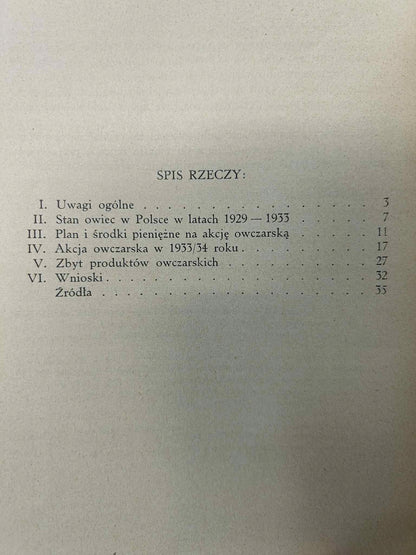 SPIS RZECZY:
I. Uwagi ogólne . . . . . . . . . . . . . . . . . 3
II. Stan owiec w Polsce w latach 1929 — 1933 . . . . 7
III. Plan i środki pieniężne na akcję owczarską . . . . 11
IV. Akcja owczarska w 1933/34 roku . . . . . . . . 17
V. Zbyt produktów owczarskich . . . . . . . . . . 27
VI. Wnioski . . . . . . . . . . . . . . . . . . . 32
Źródła . . . . . . . . . . . . . . . . . . . 35